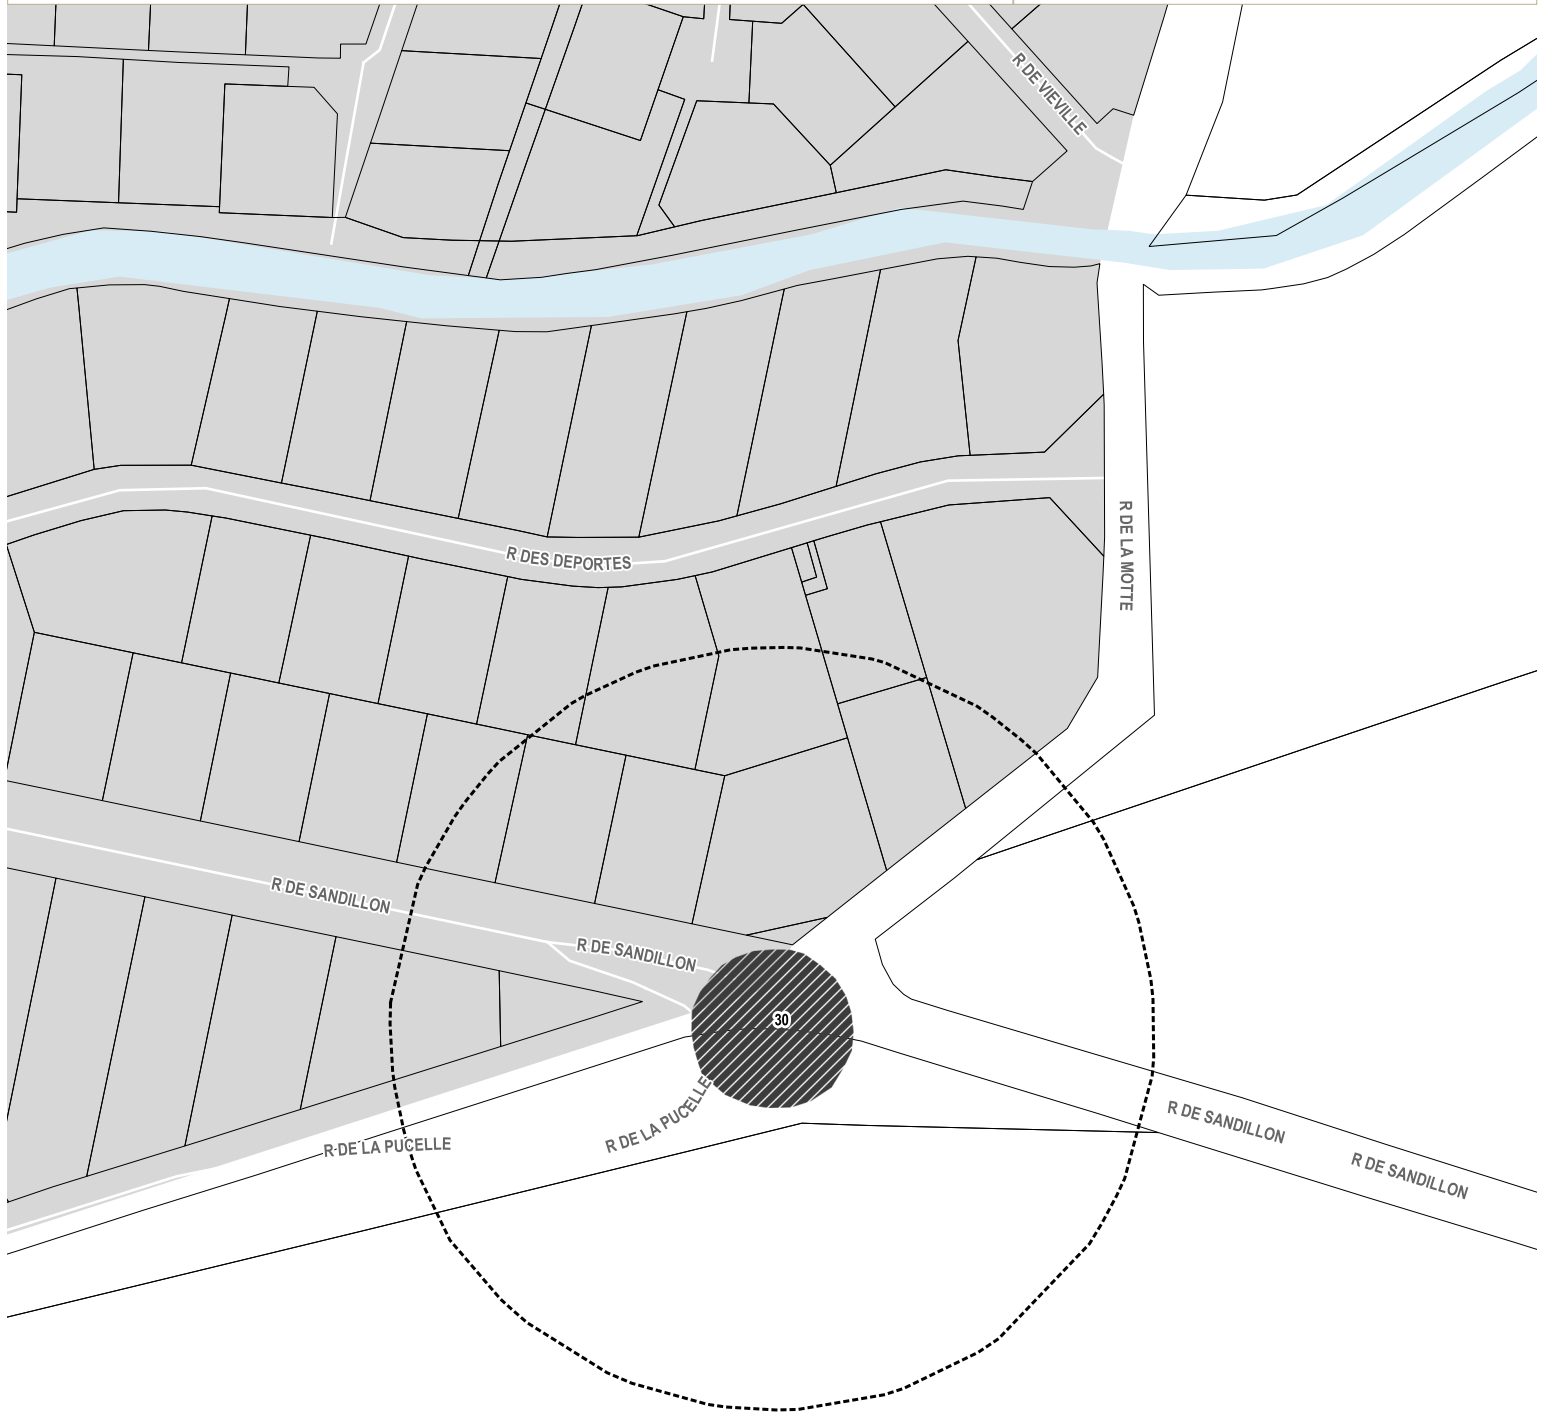 R DE VIEVILLE
R DE LA MOTTE
R DES DEPORTES
R DE SANDILLON
R DE SANDILLON
30
R DE LA PUCELLE
R DE LA PUCELLE
R DE SANDILLON
R DE SANDILLON